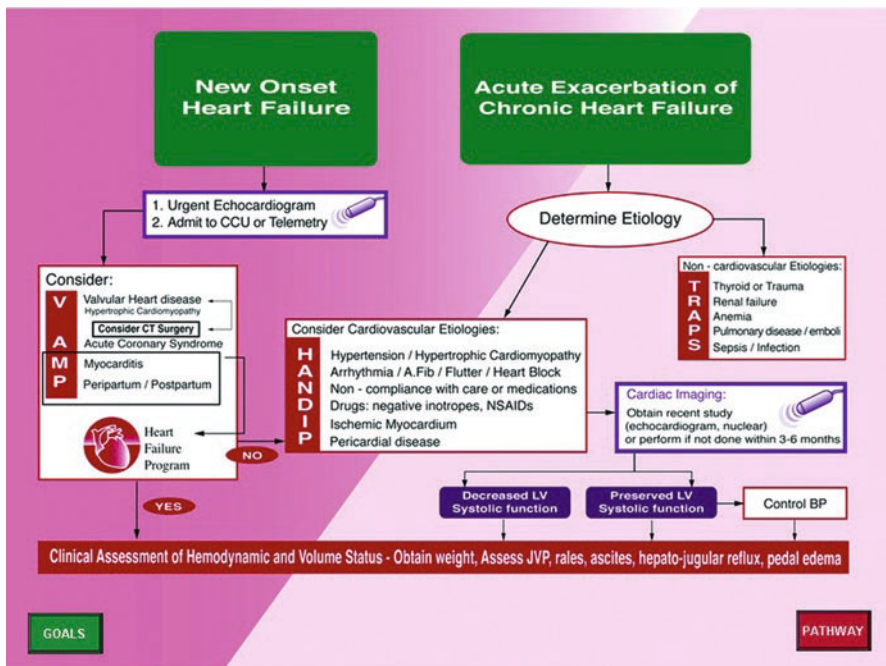 New Onset
Heart Failure
Acute Exacerbation of
Chronic Heart Failure
1. Urgent Echocardiogram
2. Admit to CCU or Telemetry
Determine Etiology
Consider:
V Valvular Heart disease
Hypertrophic Cardiomyopathy
Consider CT Surgery
A Acute Coronary Syndrome
M Myocarditis
P Peripartum / Postpartum
Heart
Failure
Program
NO
YES
Consider Cardiovascular Etiologies:
H Hypertension / Hypertrophic Cardiomyopathy
A Arrhythmia / A.Fib / Flutter / Heart Block
N Non - compliance with care or medications
D Drugs: negative inotropes, NSAIDs
I Ischemic Myocardium
P Pericardial disease
Non - cardiovascular Etiologies:
T Thyroid or Trauma
R Renal failure
A Anemia
P Pulmonary disease / emboli
S Sepsis / Infection
Cardiac Imaging:
Obtain recent study
(echocardiogram, nuclear)
or perform if not done within 3-6 months
Decreased LV
Systolic function
Preserved LV
Systolic function
Control BP
Clinical Assessment of Hemodynamic and Volume Status - Obtain weight, Assess JVP, rales, ascites, hepato-jugular reflux, pedal edema
GOALS
PATHWAY